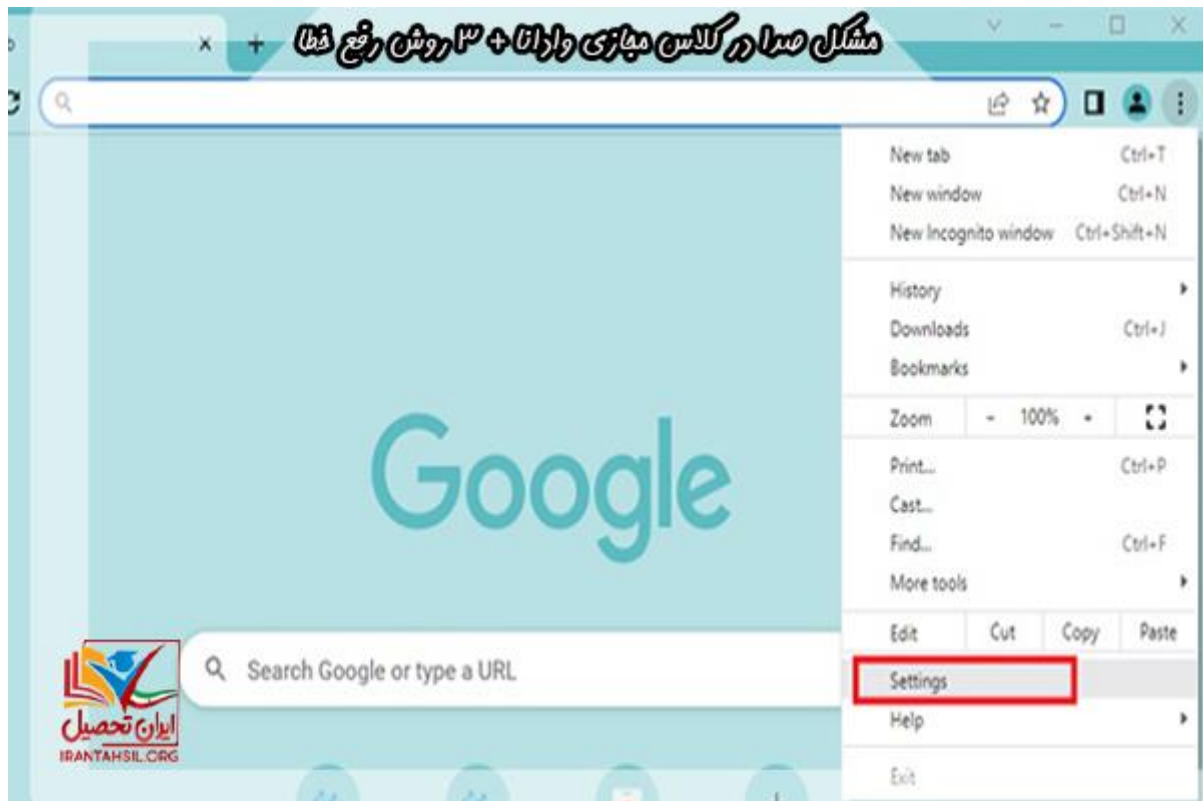 مشکل صدا در کلاس مجازی وادانا + ۳ روش رفع خطا
New tab Ctrl+T
New window Ctrl+N
New Incognito window Ctrl+Shift+N
History
Downloads Ctrl+J
Bookmarks
Zoom - 100% +
Print... Ctrl+P
Cast...
Find... Ctrl+F
More tools
Edit Cut Copy Paste
Settings
Help
Exit
Google
Search Google or type a URL
ایران تحصیل
IRANTAHSIL.ORG